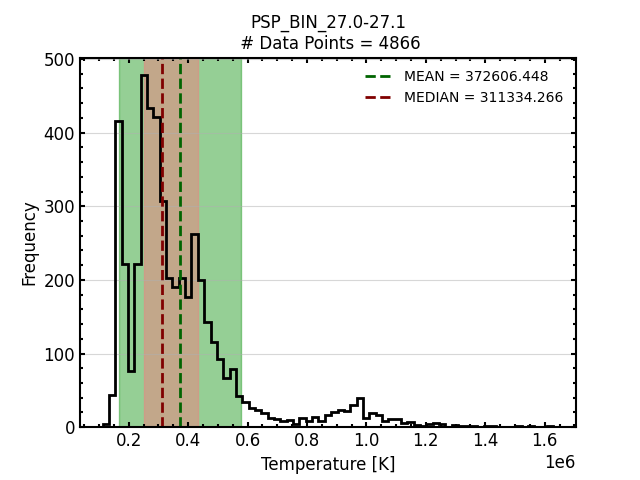 PSP_BIN_27.0-27.1
# Data Points = 4866
MEAN = 372606.448
MEDIAN = 311334.266
Frequency
500
400
300
200
100
0
0.2 0.4 0.6 0.8 1.0 1.2 1.4 1.6
1e6
Temperature [K]